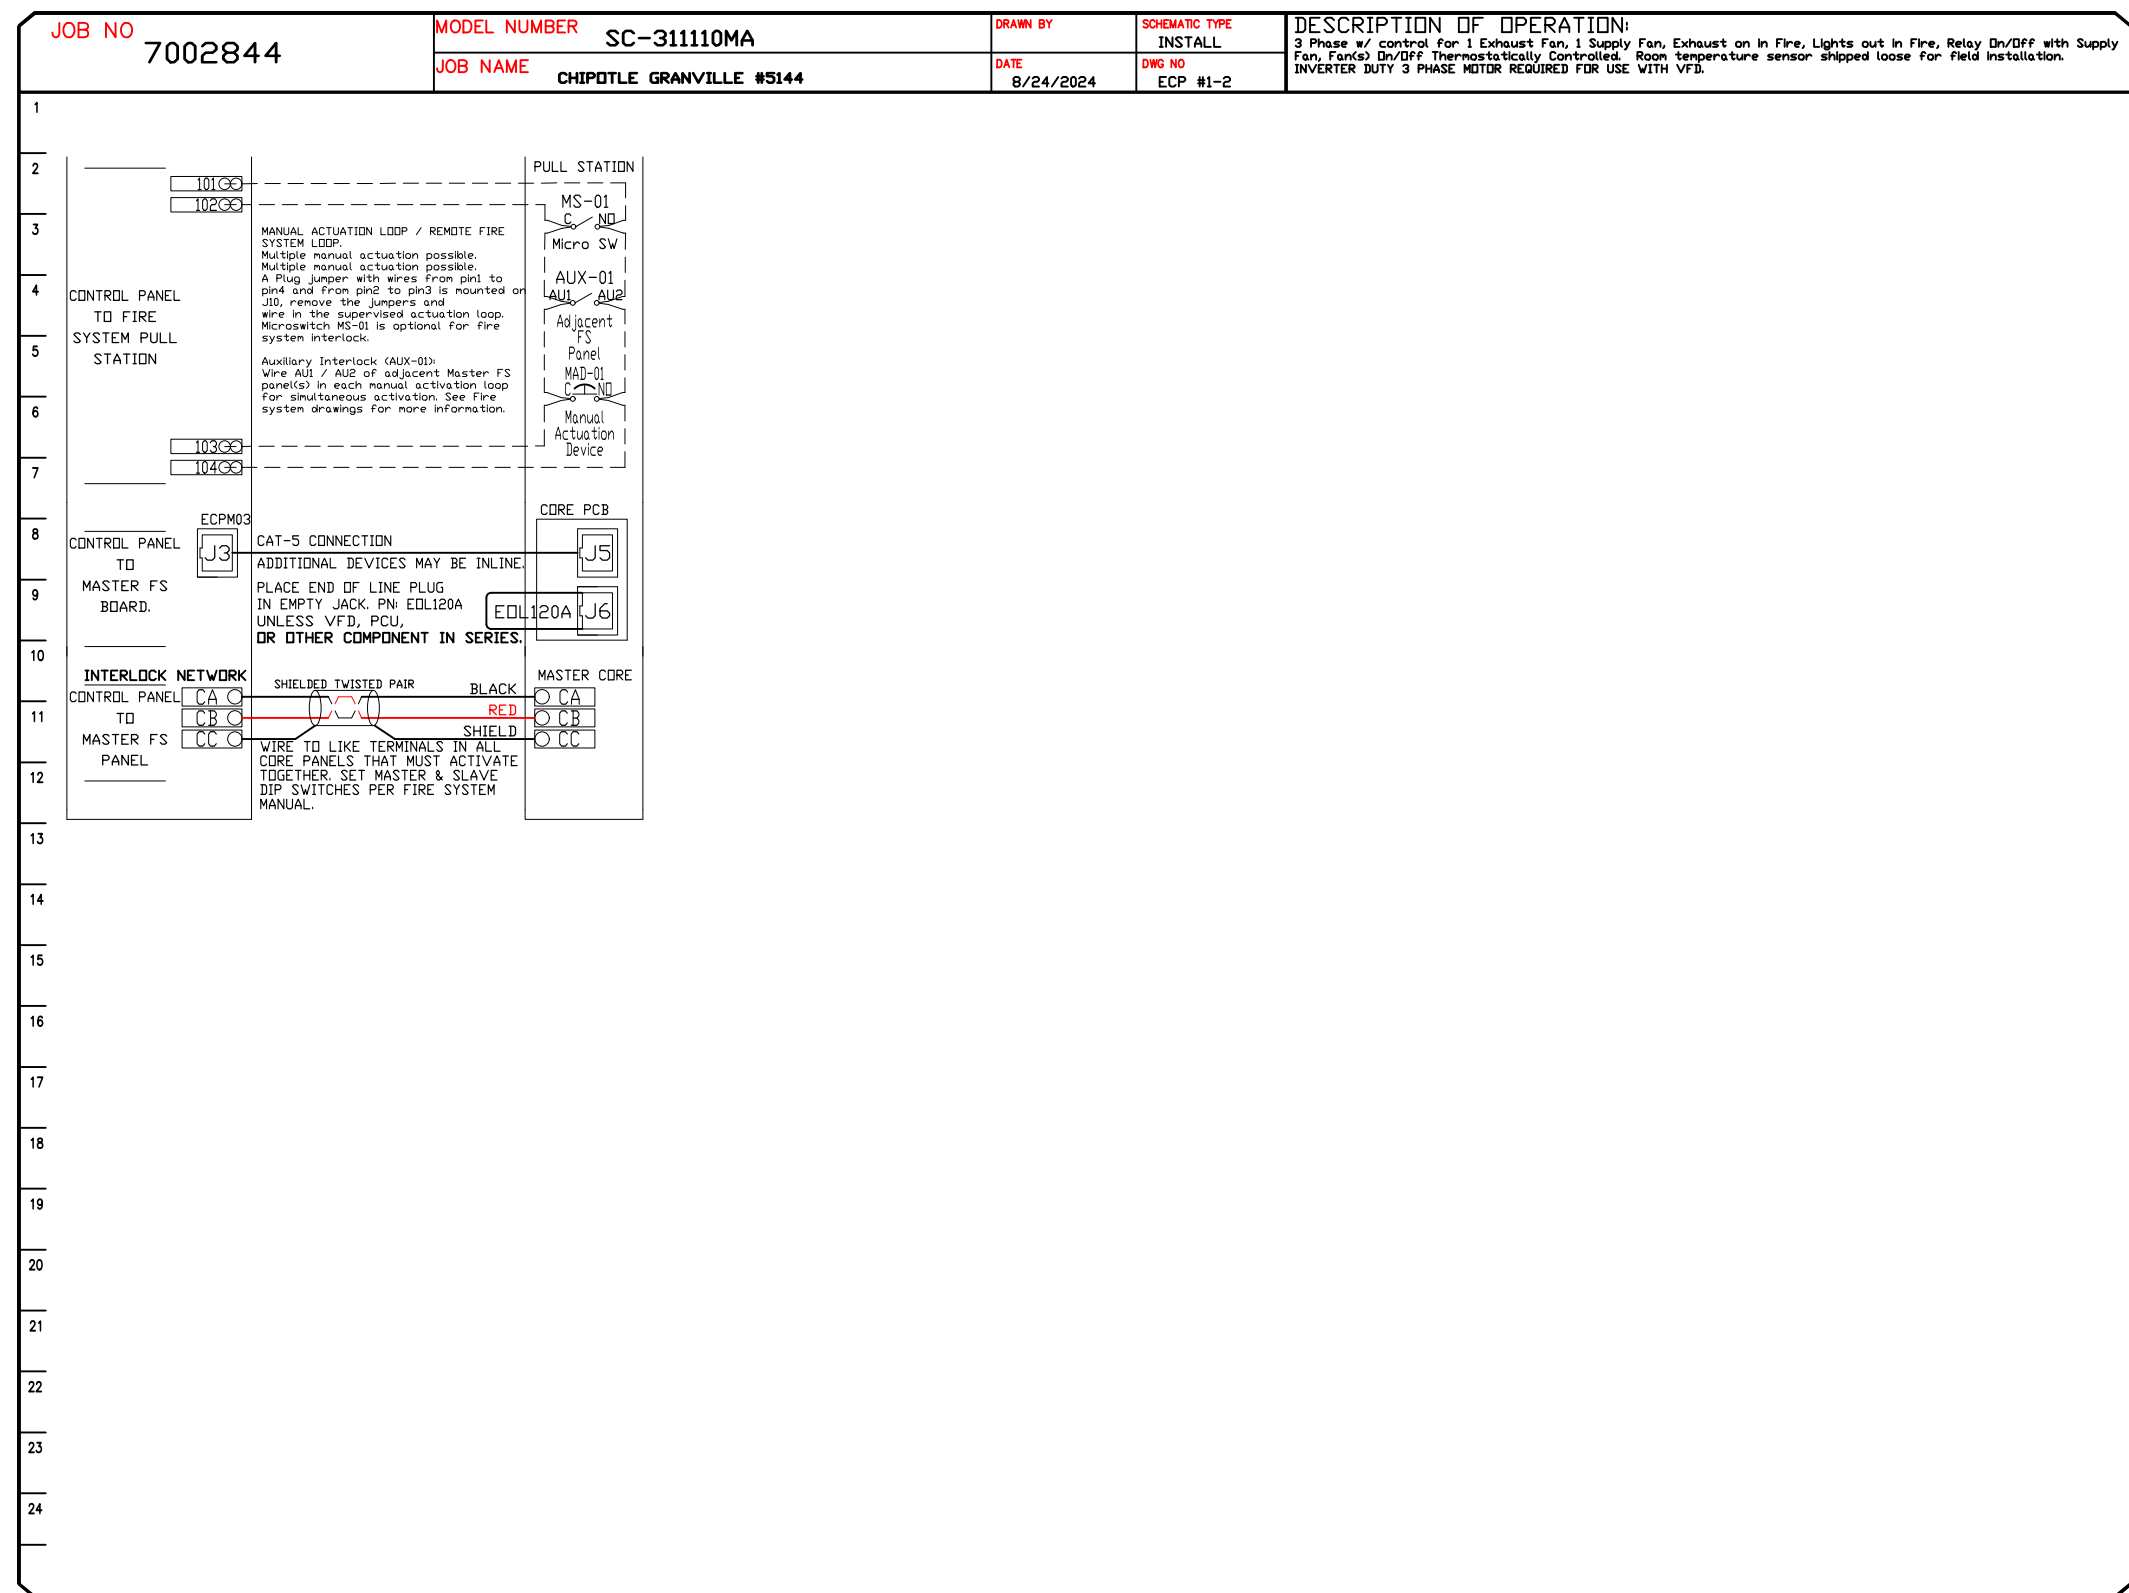 JOB NO
7002844
MODEL NUMBER
SC-311110MA
JOB NAME
CHIPOTLE GRANVILLE #5144
DRAWN BY
DATE
8/24/2024
SCHEMATIC TYPE
INSTALL
DWG NO
ECP #1-2
DESCRIPTION OF OPERATION:
3 Phase w/ control for 1 Exhaust Fan, 1 Supply Fan, Exhaust on in Fire, Lights out in Fire, Relay On/Off with Supply
Fan, Fan(s) On/Off Thermostatically Controlled. Room temperature sensor shipped loose for field installation.
INVERTER DUTY 3 PHASE MOTOR REQUIRED FOR USE WITH VFD.
1
2
3
4
5
6
7
8
9
10
11
12
13
14
15
16
17
18
19
20
21
22
23
24
CONTROL PANEL
TO FIRE
SYSTEM PULL
STATION
101
102
103
104
MANUAL ACTUATION LOOP / REMOTE FIRE
SYSTEM LOOP.
Multiple manual actuation possible.
Multiple manual actuation possible.
A Plug jumper with wires from pin1 to
pin4 and from pin2 to pin3 is mounted on
J10, remove the jumpers and
wire in the supervised actuation loop.
Microswitch MS-01 is optional for fire
system interlock.
Auxiliary Interlock (AUX-01):
Wire AU1 / AU2 of adjacent Master FS
panel(s) in each manual activation loop
for simultaneous activation. See Fire
system drawings for more information.
PULL STATION
MS-01
C NO
Micro SW
AUX-01
AU1 AU2
Adjacent
FS
Panel
MAD-01
C NO
Manual
Actuation
Device
CONTROL PANEL
TO
MASTER FS
BOARD.
ECPM03
J3
CAT-5 CONNECTION
ADDITIONAL DEVICES MAY BE INLINE.
PLACE END OF LINE PLUG
IN EMPTY JACK. PN: EOL120A
UNLESS VFD, PCU,
OR OTHER COMPONENT IN SERIES.
CORE PCB
J5
EOL120A
J6
INTERLOCK NETWORK
CONTROL PANEL
TO
MASTER FS
PANEL
CA
CB
CC
SHIELDED TWISTED PAIR
BLACK
RED
SHIELD
WIRE TO LIKE TERMINALS IN ALL
CORE PANELS THAT MUST ACTIVATE
TOGETHER. SET MASTER & SLAVE
DIP SWITCHES PER FIRE SYSTEM
MANUAL.
MASTER CORE
CA
CB
CC